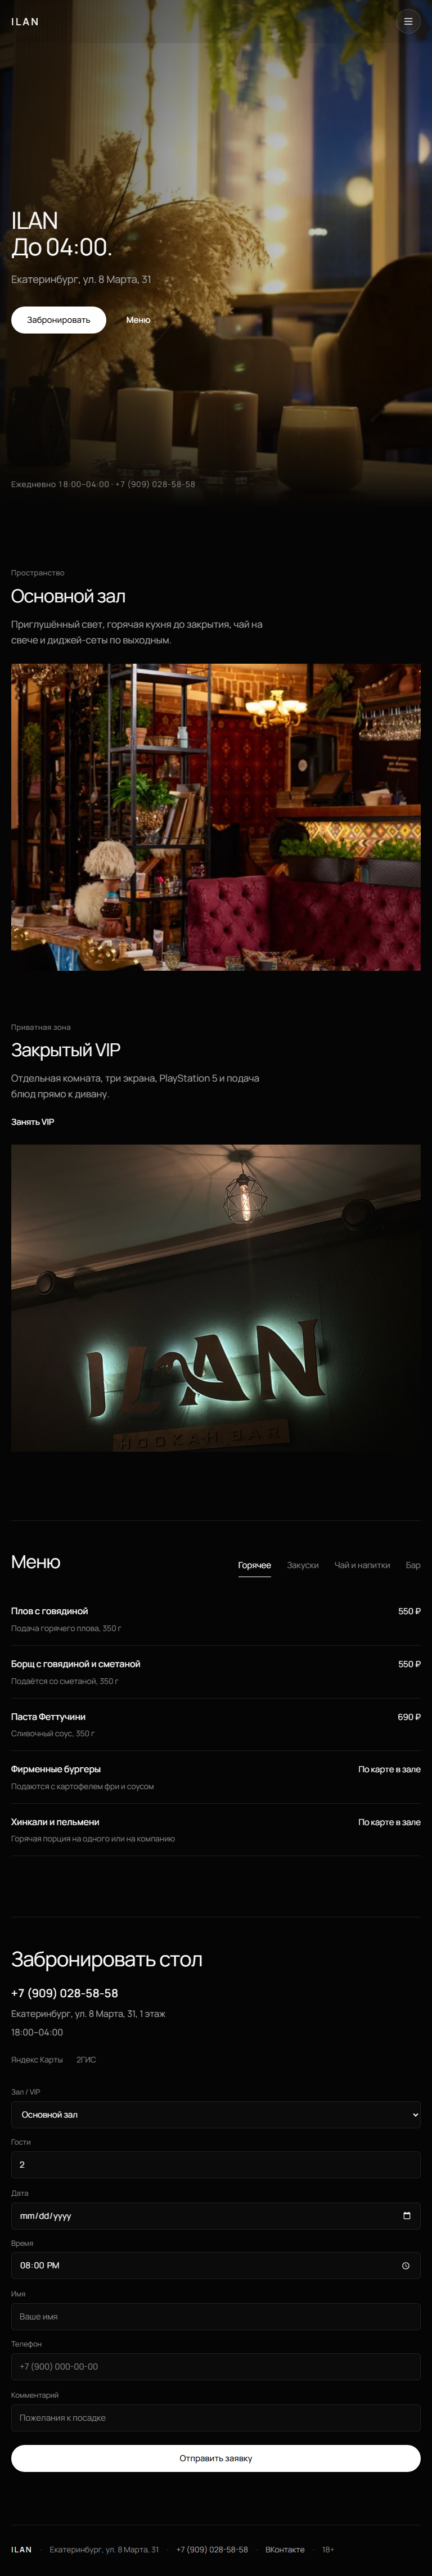 ILAN
ILAN
До 04:00.
Екатеринбург, ул. 8 Марта, 31
Забронировать Меню
Ежедневно 18:00–04:00 · +7 (909) 028-58-58
Пространство
Основной зал
Приглушённый свет, горячая кухня до закрытия, чай на
свече и диджей-сеты по выходным.
Приватная зона
Закрытый VIP
Отдельная комната, три экрана, PlayStation 5 и подача
блюд прямо к дивану.
Занять VIP
ILAN
HOOKAH BAR
Меню
Горячее Закуски Чай и напитки Бар
Плов с говядиной 550 ₽
Подача горячего плова, 350 г
Борщ с говядиной и сметаной 550 ₽
Подаётся со сметаной, 350 г
Паста Феттучини 690 ₽
Сливочный соус, 350 г
Фирменные бургеры По карте в зале
Подаются с картофелем фри и соусом
Хинкали и пельмени По карте в зале
Горячая порция на одного или на компанию
Забронировать стол
+7 (909) 028-58-58
Екатеринбург, ул. 8 Марта, 31, 1 этаж
18:00–04:00
Яндекс Карты 2ГИС
Зал / VIP
Основной зал
Гости
2
Дата
mm/dd/yyyy
Время
08:00 PM
Имя
Ваше имя
Телефон
+7 (900) 000-00-00
Комментарий
Пожелания к посадке
Отправить заявку
ILAN · Екатеринбург, ул. 8 Марта, 31 · +7 (909) 028-58-58 · ВКонтакте · 18+